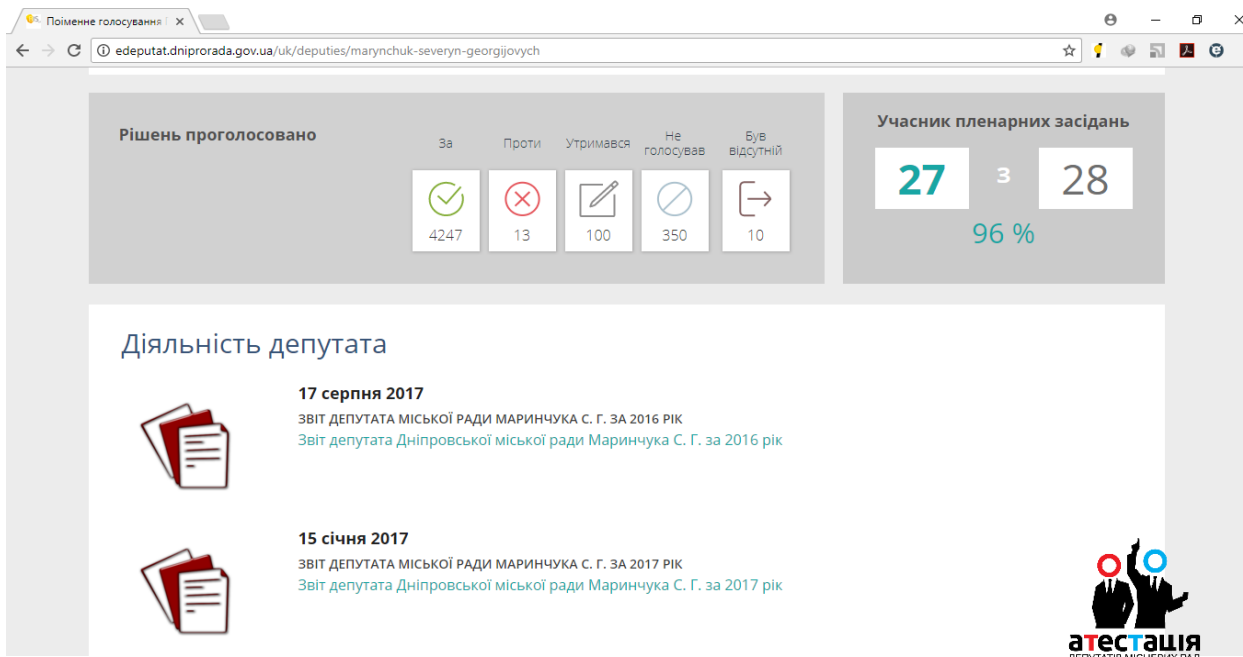 Поіменне голосування і
edeputat.dniprorada.gov.ua/uk/deputies/marynchuk-severyn-georgijovych
Рішень проголосовано
За
Проти
Утримався
Не голосував
Був відсутній
4247
13
100
350
10
Учасник пленарних засідань
27 з 28
96 %
Діяльність депутата
17 серпня 2017
ЗВІТ ДЕПУТАТА МІСЬКОЇ РАДИ МАРИНЧУКА С. Г. ЗА 2016 РІК
Звіт депутата Дніпровської міської ради Маринчука С. Г. за 2016 рік
15 січня 2017
ЗВІТ ДЕПУТАТА МІСЬКОЇ РАДИ МАРИНЧУКА С. Г. ЗА 2017 РІК
Звіт депутата Дніпровської міської ради Маринчука С. Г. за 2017 рік
аТесТація
ДЕПУТАТІВ МІСЦЕВИХ РАД